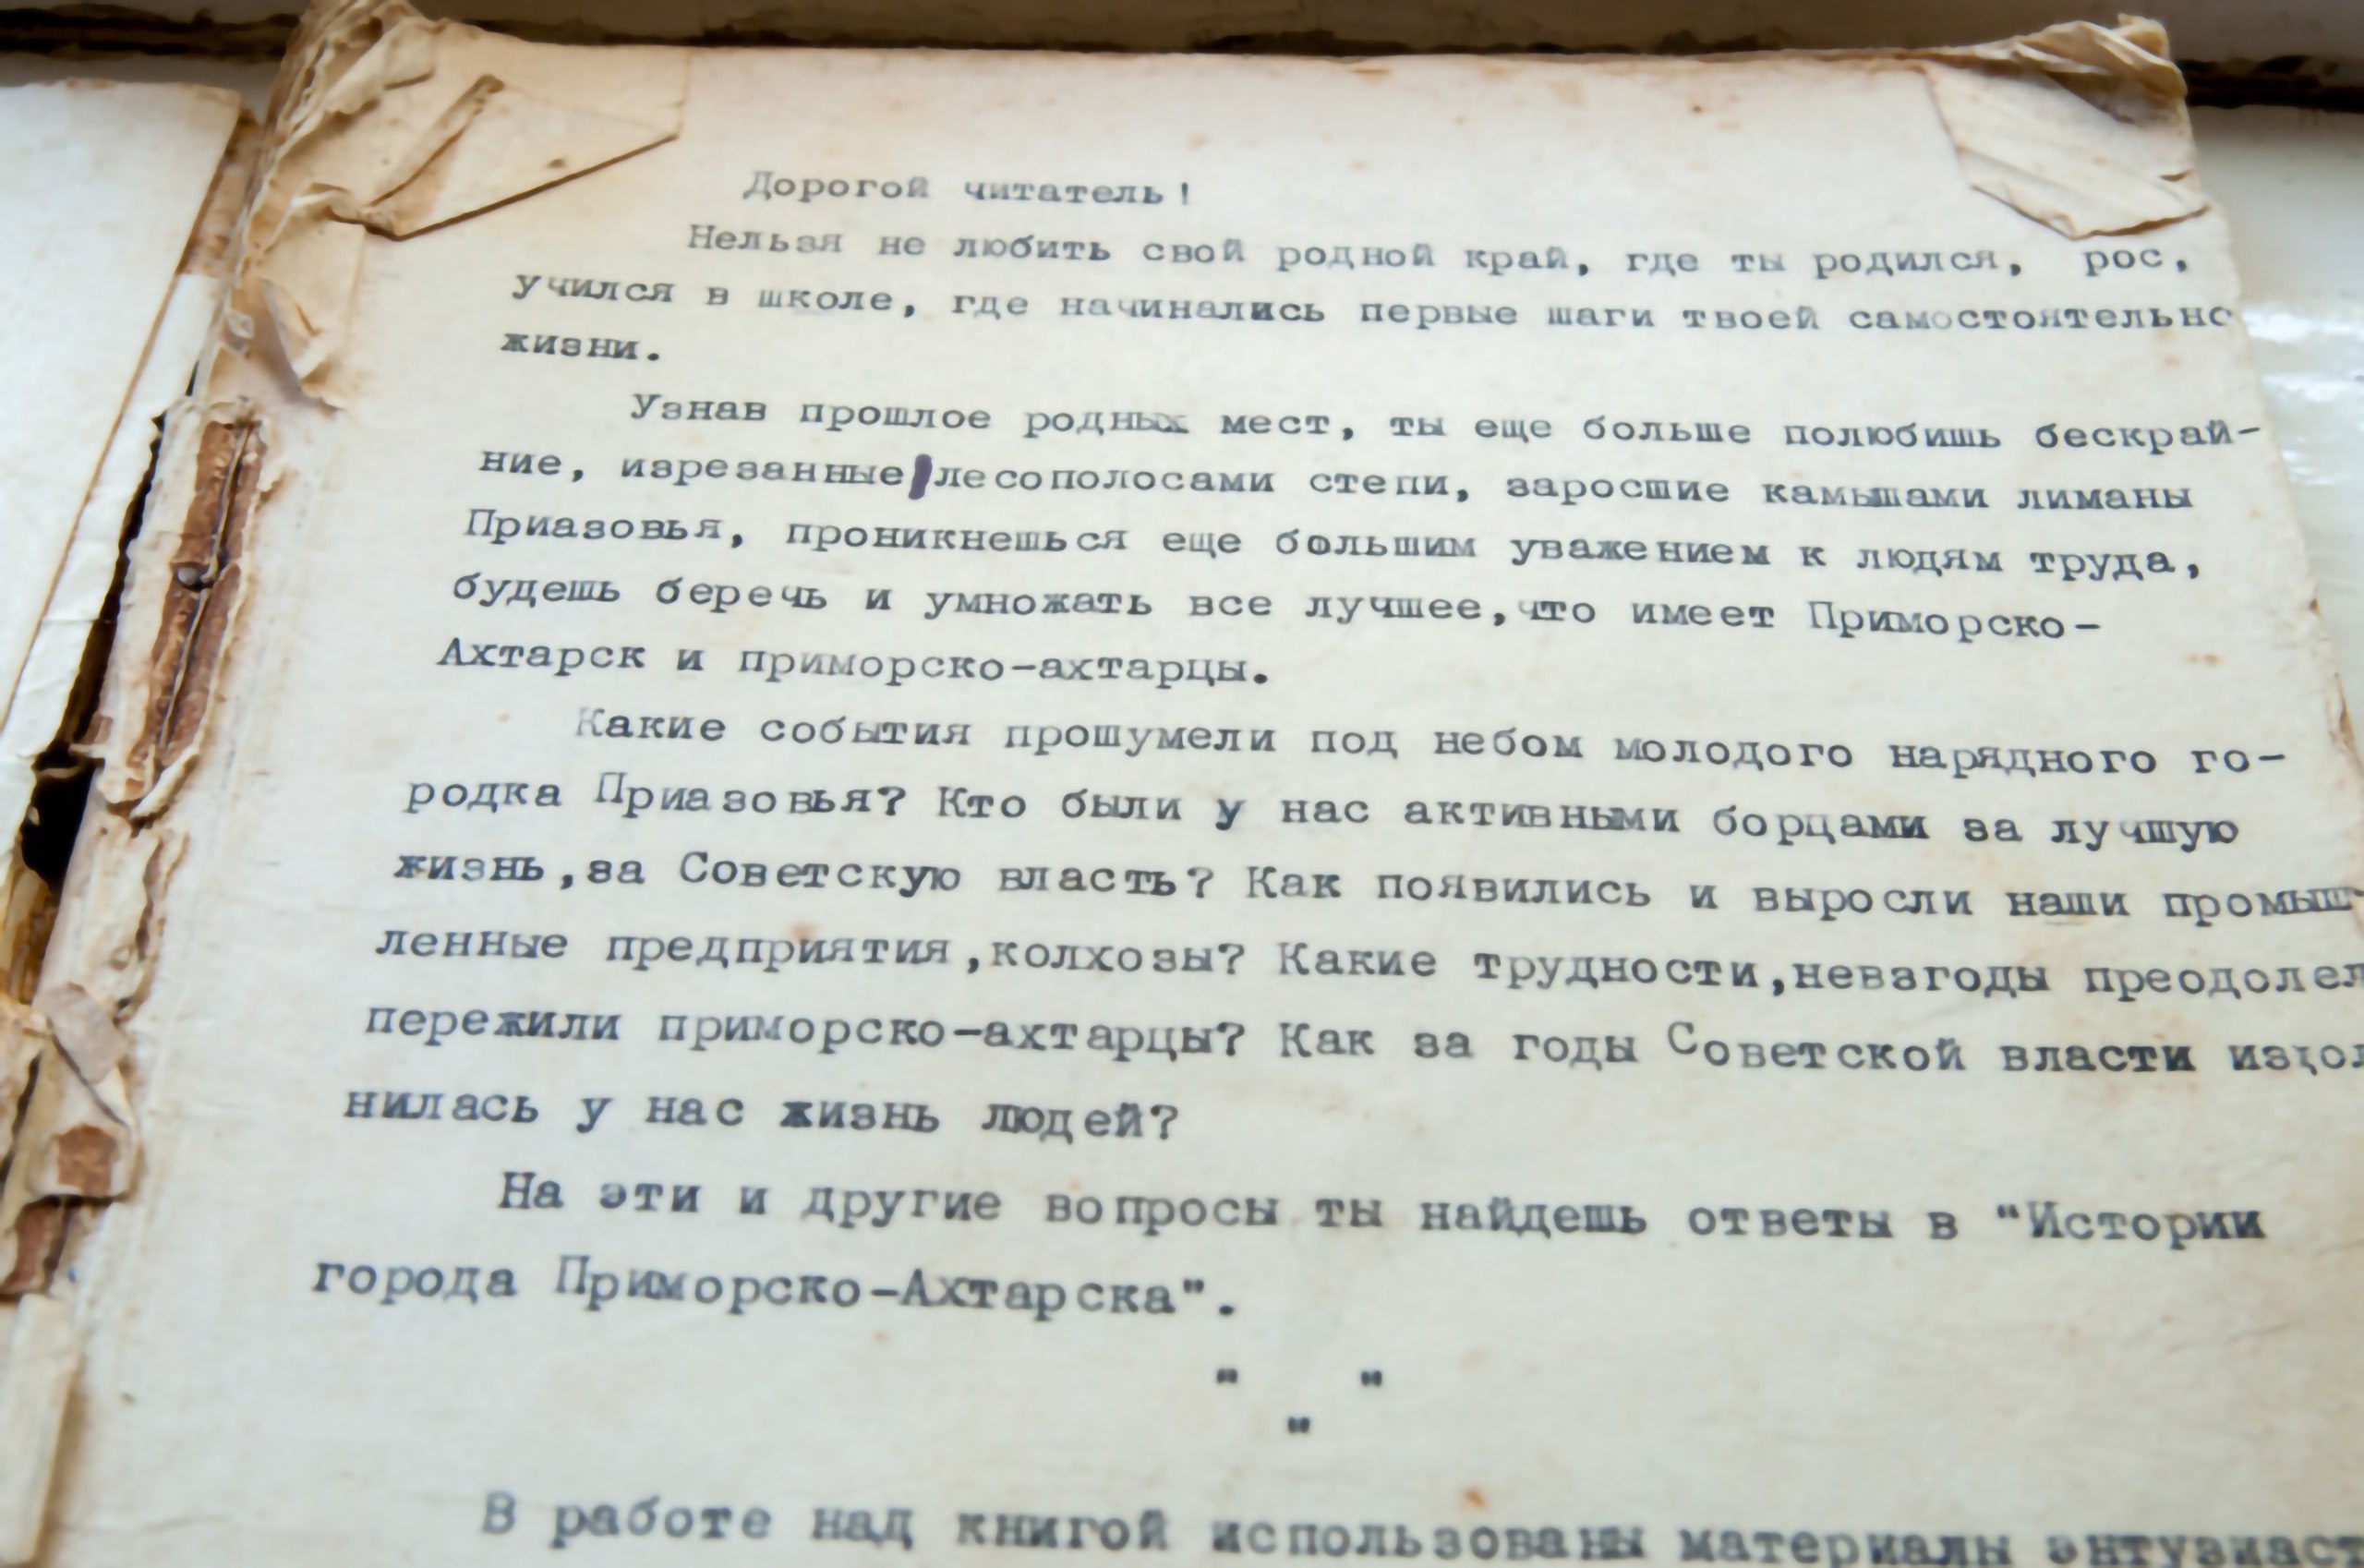 Дорогой читатель!
Нельзя не любить свой родной край, где ты родился, рос,
учился в школе, где начинались первые шаги твоей самостоятельно
жизни.
Узнав прошлое родных мест, ты еще больше полюбишь бескрай-
ние, изрезанные лесополосами степи, заросшие камышами лиманы
Приазовья, проникнешься еще большим уважением к людям труда,
будешь беречь и умножать все лучшее,что имеет Приморско-
Ахтарск и приморско-ахтарцы.
Какие события прошумели под небом молодого нарядного го-
родка Приазовья? Кто были у нас активными борцами за лучшую
жизнь,за Советскую власть? Как появились и выросли наши промыш-
ленные предприятия,колхозы? Какие трудности,невзгоды преодолел
пережили приморско-ахтарцы? Как за годы Советской власти
нилась у нас жизнь людей?
На эти и другие вопросы ты найдешь ответы в "Истории
города Приморско-Ахтарска".
" "
"
В работе над книгой использованы материалы энтузиаст